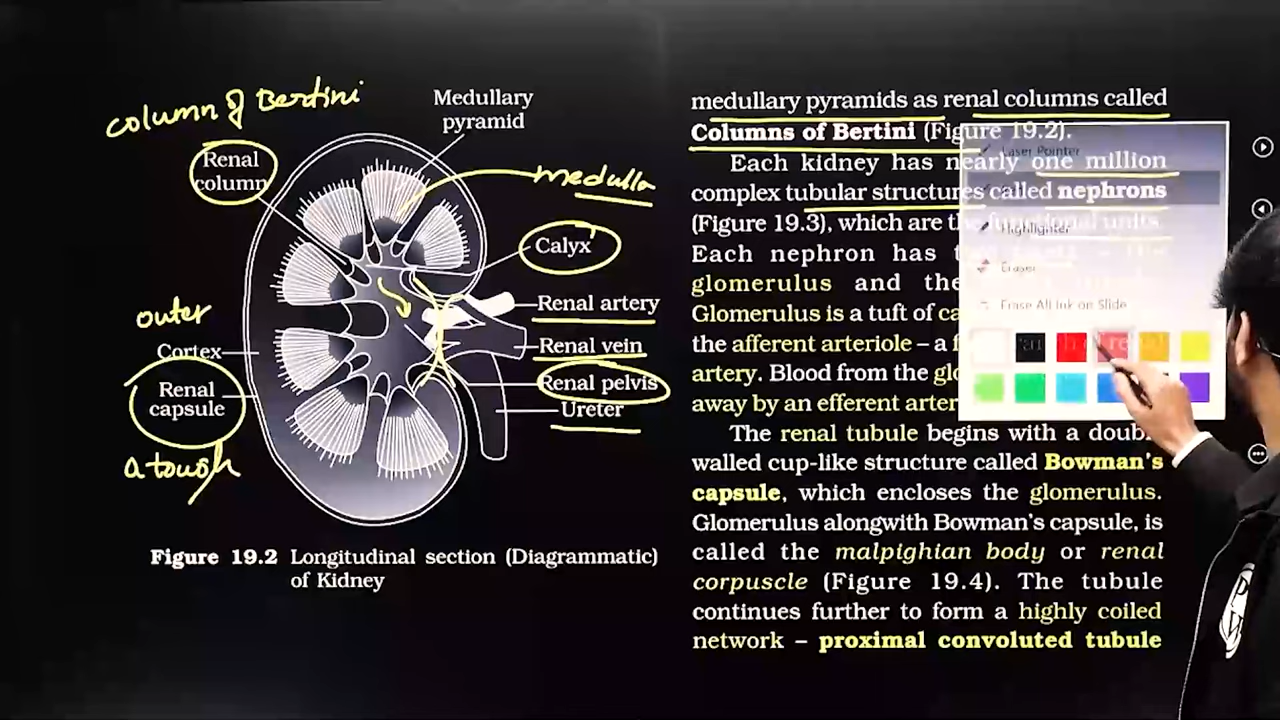 column of Bertini
Medullary
pyramid
Renal
column
medulla
Calyx
Renal artery
outer
Renal vein
Cortex
Renal pelvis
Renal
capsule
Ureter
a tough
Figure 19.2 Longitudinal section (Diagrammatic)
of Kidney
medullary pyramids as renal columns called
Columns of Bertini (Figure 19.2).
Each kidney has nearly one million
complex tubular structures called nephrons
(Figure 19.3), which are the functional units.
Each nephron has
glomerulus and the
Glomerulus is a tuft of
the afferent arteriole – a
artery. Blood from the
away by an efferent
The renal tubule begins with a
walled cup-like structure called Bowman's
capsule, which encloses the glomerulus.
Glomerulus alongwith Bowman's capsule, is
called the malpighian body or renal
corpuscle (Figure 19.4). The tubule
continues further to form a highly coiled
network – proximal convoluted tubule
Laser Pointer
Highlighter
Eraser
Erase All Ink on Slide